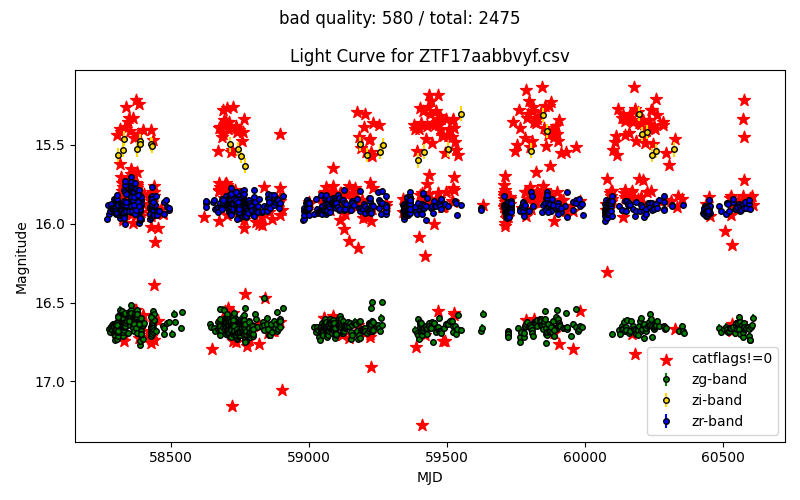 bad quality: 580 / total: 2475
Light Curve for ZTF17aabbvyf.csv
15.5
16.0
16.5
17.0
Magnitude
58500
59000
59500
60000
60500
MJD
catflags!=0
zg-band
zi-band
zr-band